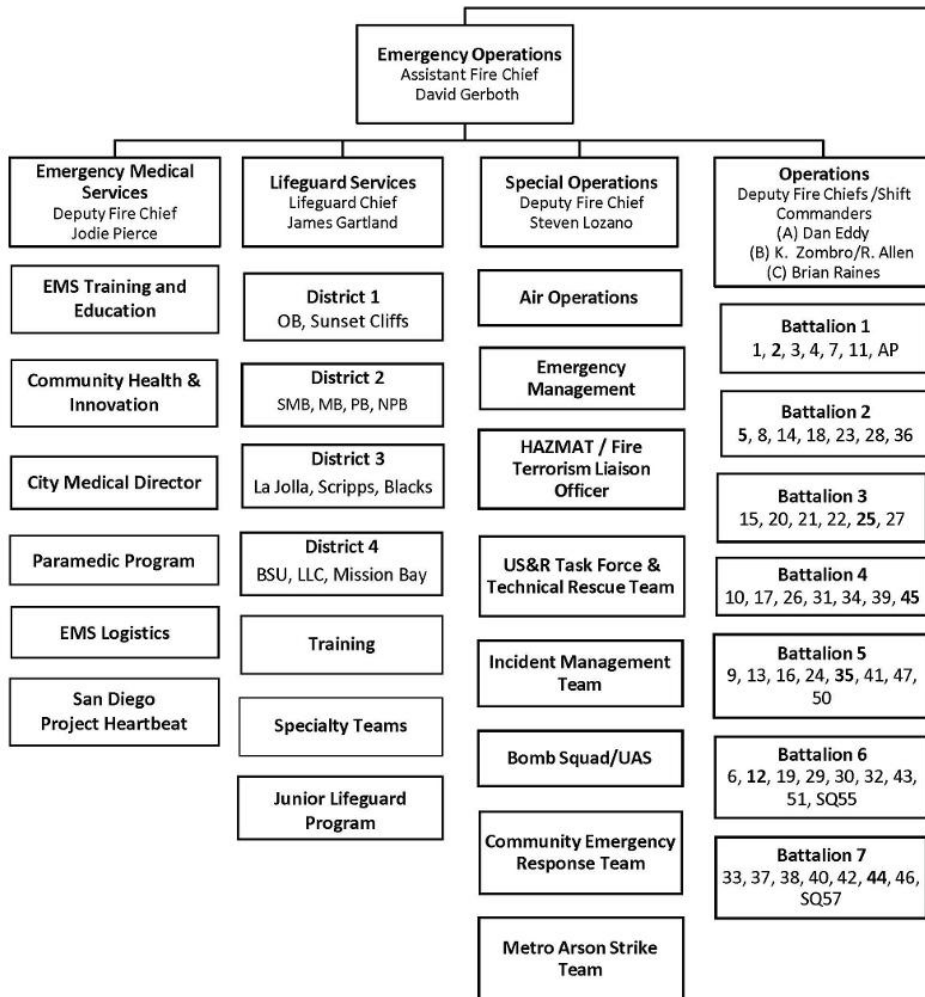 Emergency Operations
Assistant Fire Chief
David Gerboth
Emergency Medical
Services
Deputy Fire Chief
Jodie Pierce
EMS Training and
Education
Community Health &
Innovation
City Medical Director
Paramedic Program
EMS Logistics
San Diego
Project Heartbeat
Lifeguard Services
Lifeguard Chief
James Gartland
District 1
OB, Sunset Cliffs
District 2
SMB, MB, PB, NPB
District 3
La Jolla, Scripps, Blacks
District 4
BSU, LLC, Mission Bay
Training
Specialty Teams
Junior Lifeguard
Program
Special Operations
Deputy Fire Chief
Steven Lozano
Air Operations
Emergency
Management
HAZMAT / Fire
Terrorism Liaison
Officer
US&R Task Force &
Technical Rescue Team
Incident Management
Team
Bomb Squad/UAS
Community Emergency
Response Team
Metro Arson Strike
Team
Operations
Deputy Fire Chiefs /Shift
Commanders
(A) Dan Eddy
(B) K. Zombro/R. Allen
(C) Brian Raines
Battalion 1
1, 2, 3, 4, 7, 11, AP
Battalion 2
5, 8, 14, 18, 23, 28, 36
Battalion 3
15, 20, 21, 22, 25, 27
Battalion 4
10, 17, 26, 31, 34, 39, 45
Battalion 5
9, 13, 16, 24, 35, 41, 47,
50
Battalion 6
6, 12, 19, 29, 30, 32, 43,
51, SQ55
Battalion 7
33, 37, 38, 40, 42, 44, 46,
SQ57